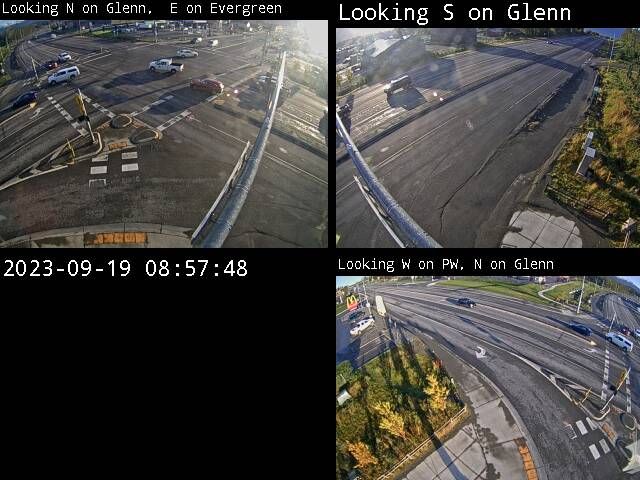 Looking N on Glenn, E on Evergreen
Looking S on Glenn
2023-09-19 08:57:48
Looking W on PW, N on Glenn